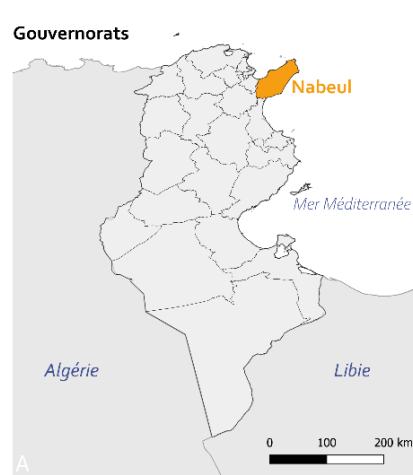 Gouvernorats
Nabeul
Mer Méditerranée
Algérie
Libie
0 100 200 km
A